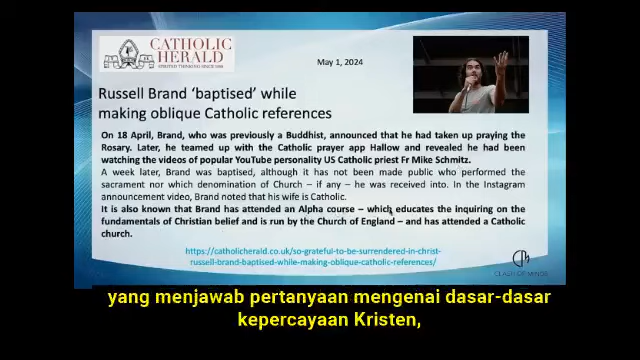 CATHOLIC
HERALD
May 1, 2024
Russell Brand ‘baptised’ while
making oblique Catholic references
On 18 April, Brand, who was previously a Buddhist, announced that he had taken up praying the
Rosary. Later, he teamed up with the Catholic prayer app Hallow and revealed he had been
watching the videos of popular YouTube personality US Catholic priest Fr Mike Schmitz.
A week later, Brand was baptised, although it has not been made public who performed the
sacrament nor which denomination of Church – if any – he was received into. In the Instagram
announcement video, Brand noted that his wife is Catholic.
It is also known that Brand has attended an Alpha course – which educates the inquiring on the
fundamentals of Christian belief and is run by the Church of England – and has attended a Catholic
church.
https://catholicherald.co.uk/so-grateful-to-be-surrendered-in-christ-
russell-brand-baptised-while-making-oblique-catholic-references/
CLASH OF MINDS
yang menjawab pertanyaan mengenai dasar-dasar
kepercayaan Kristen,